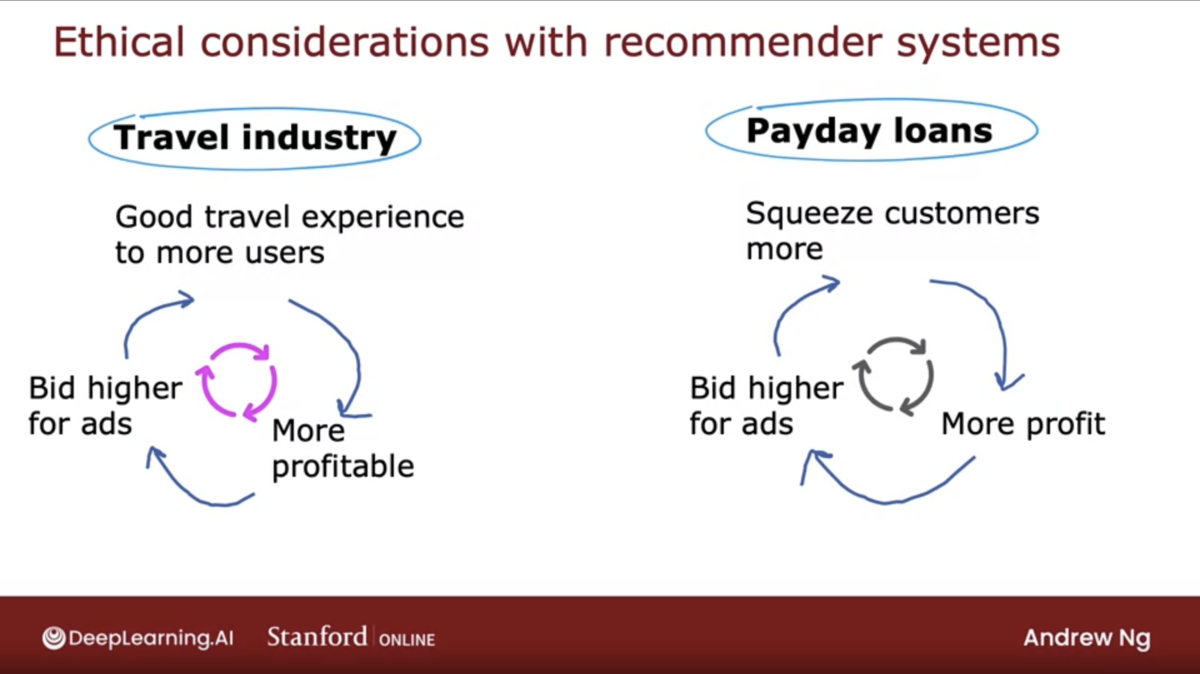 Ethical considerations with recommender systems
Travel industry
Good travel experience
to more users
Bid higher
for ads
More
profitable
Payday loans
Squeeze customers
more
Bid higher
for ads
More profit
DeepLearning.AI
Stanford ONLINE
Andrew Ng